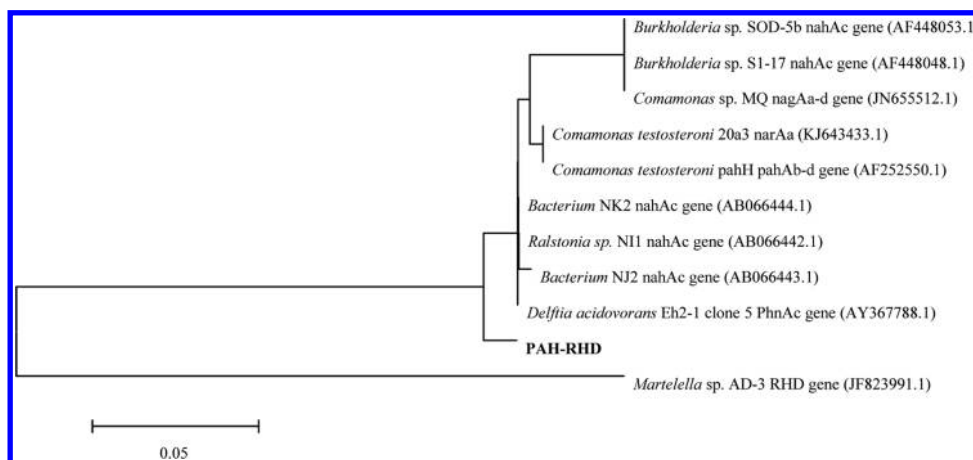 Burkholderia sp. SOD-5b nahAc gene (AF448053.1
Burkholderia sp. S1-17 nahAc gene (AF448048.1)
Comamonas sp. MQ nagAa-d gene (JN655512.1)
Comamonas testosteroni 20a3 narAa (KJ643433.1)
Comamonas testosteroni pahH pahAb-d gene (AF252550.1)
Bacterium NK2 nahAc gene (AB066444.1)
Ralstonia sp. NI1 nahAc gene (AB066442.1)
Bacterium NJ2 nahAc gene (AB066443.1)
Delftia acidovorans Eh2-1 clone 5 PhnAc gene (AY367788.1)
PAH-RHD
Martelella sp. AD-3 RHD gene (JF823991.1)
0.05